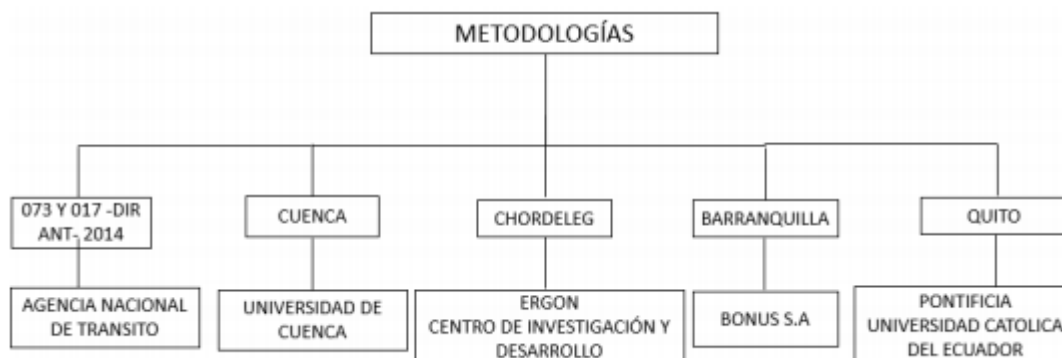 METODOLOGÍAS
073 Y 017 -DIR
ANT- 2014
CUENCA
CHORDELEG
BARRANQUILLA
QUITO
AGENCIA NACIONAL
DE TRANSITO
UNIVERSIDAD DE
CUENCA
ERGON
CENTRO DE INVESTIGACIÓN Y
DESARROLLO
BONUS S.A
PONTIFICIA
UNIVERSIDAD CATOLICA
DEL ECUADOR